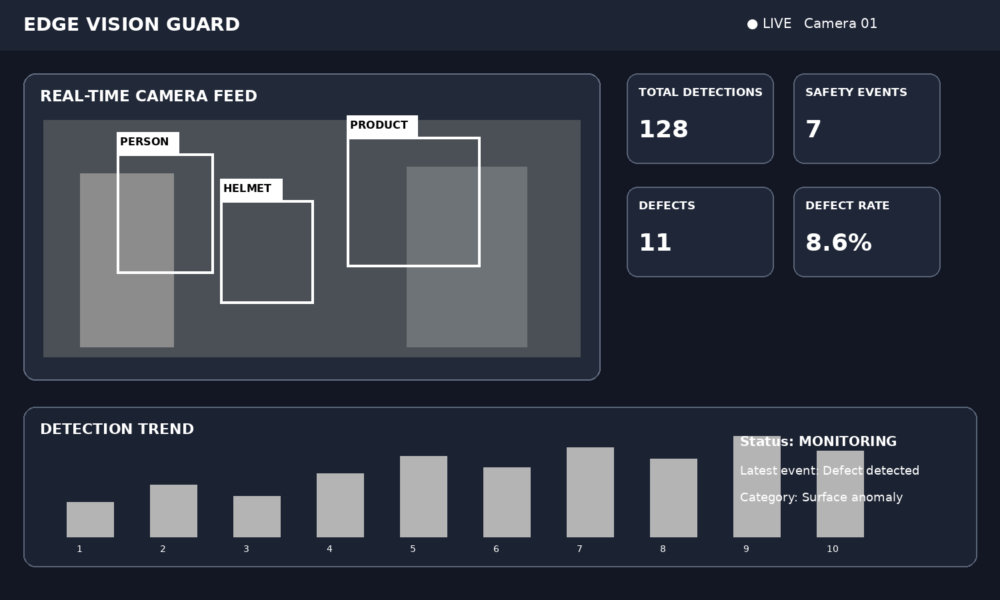 EDGE VISION GUARD
● LIVE Camera 01
REAL-TIME CAMERA FEED
PERSON
HELMET
PRODUCT
TOTAL DETECTIONS
128
SAFETY EVENTS
7
DEFECTS
11
DEFECT RATE
8.6%
DETECTION TREND
Status: MONITORING
Latest event: Defect detected
Category: Surface anomaly
1 2 3 4 5 6 7 8 9 10